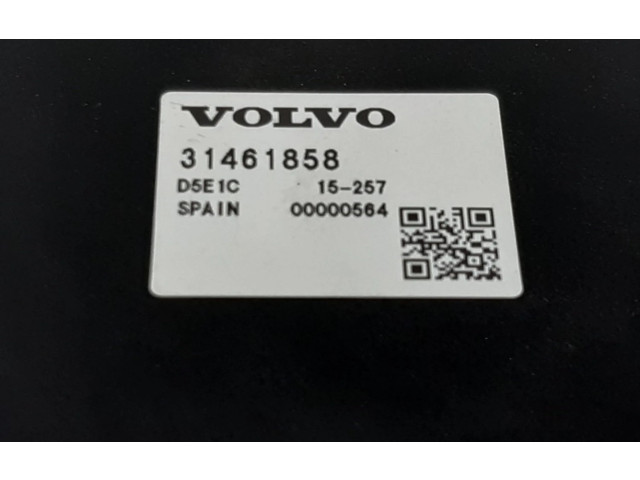 VOLVO
31461858
D5E1C 15-257
SPAIN 00000564